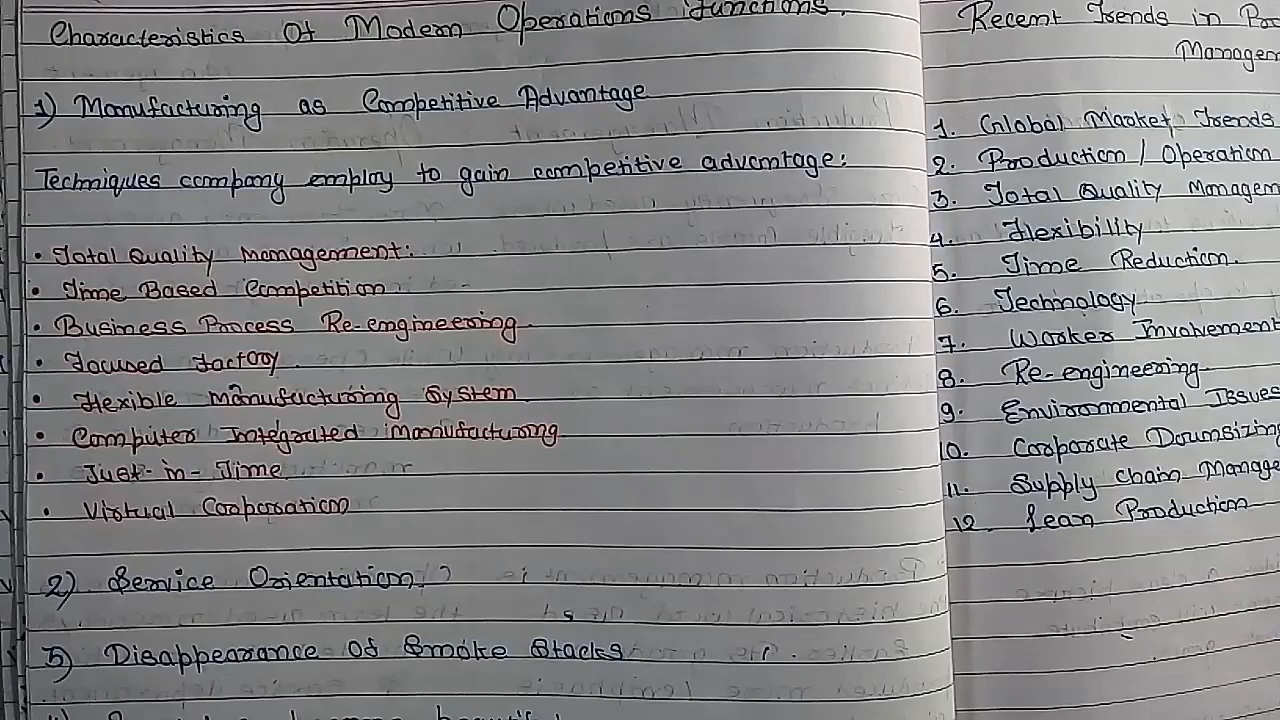 Characteristics Of Modern Operations functions.
1) Manufacturing as Competitive Advantage
Techniques company employ to gain competitive advantage:
• Total Quality Management:
• Time Based Competition
• Business Process Re-engineering
• Focused factory
• Flexible manufacturing System
• Computer Integrated Manufacturing
• Just-in-Time
• Virtual Corporation
2) Service Orientation
3) Disappearance of Smoke Stacks
Recent Trends in
1. Global Market Trends
2. Production / Operation
3. Total Quality Managem
4. Flexibility
5. Time Reduction.
6. Technology
7. Worker Involvement
8. Re-engineering
9. Environmental Issues
10. Corporate Downsizing
11. Supply Chain Manage
12. Lean Production